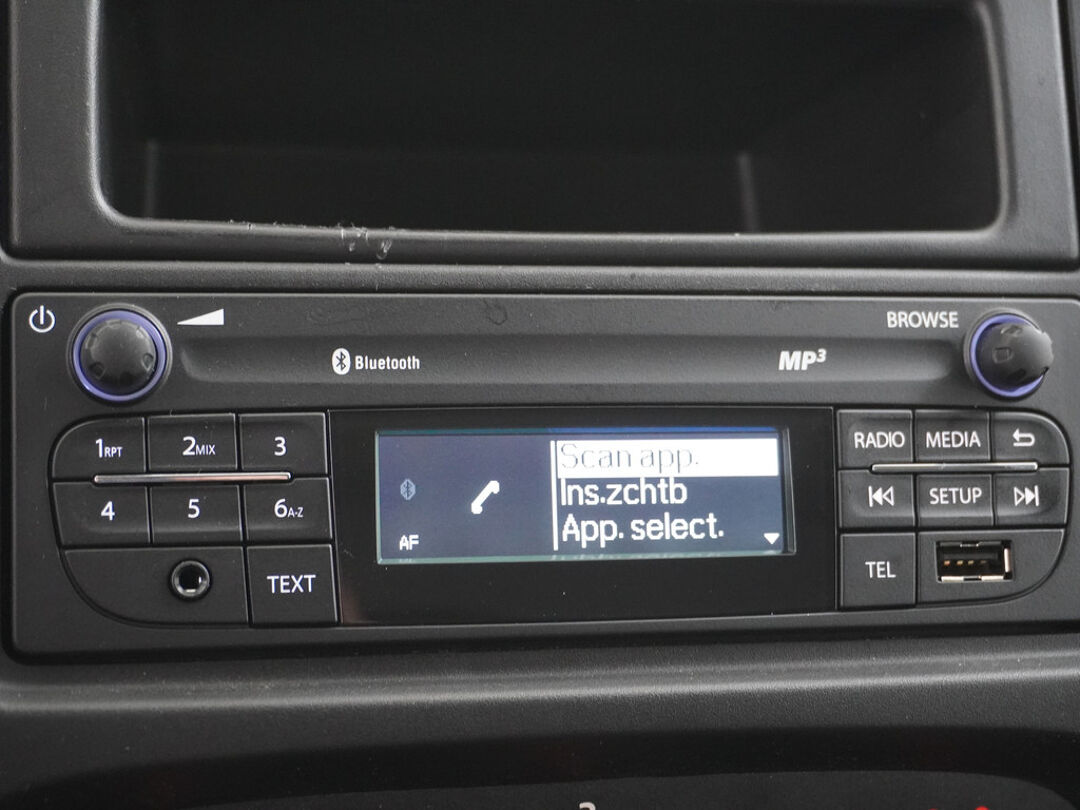 BROWSE
Bluetooth
MP3
1RPT
2MIX
3
4
5
6A-Z
TEXT
Scan app.
Ins.zchtb
App. select.
AF
RADIO
MEDIA
SETUP
TEL